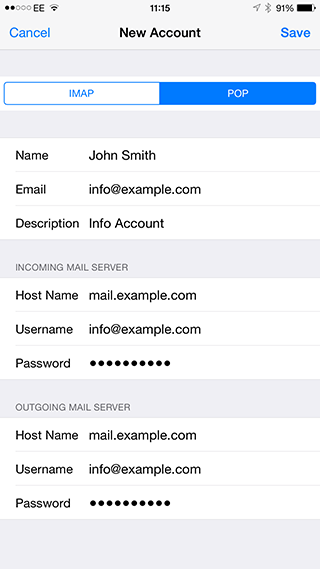 EE 11:15 91%
Cancel New Account Save
IMAP POP
Name John Smith
Email info@example.com
Description Info Account
INCOMING MAIL SERVER
Host Name mail.example.com
Username info@example.com
Password ●●●●●●●●●●
OUTGOING MAIL SERVER
Host Name mail.example.com
Username info@example.com
Password ●●●●●●●●●●